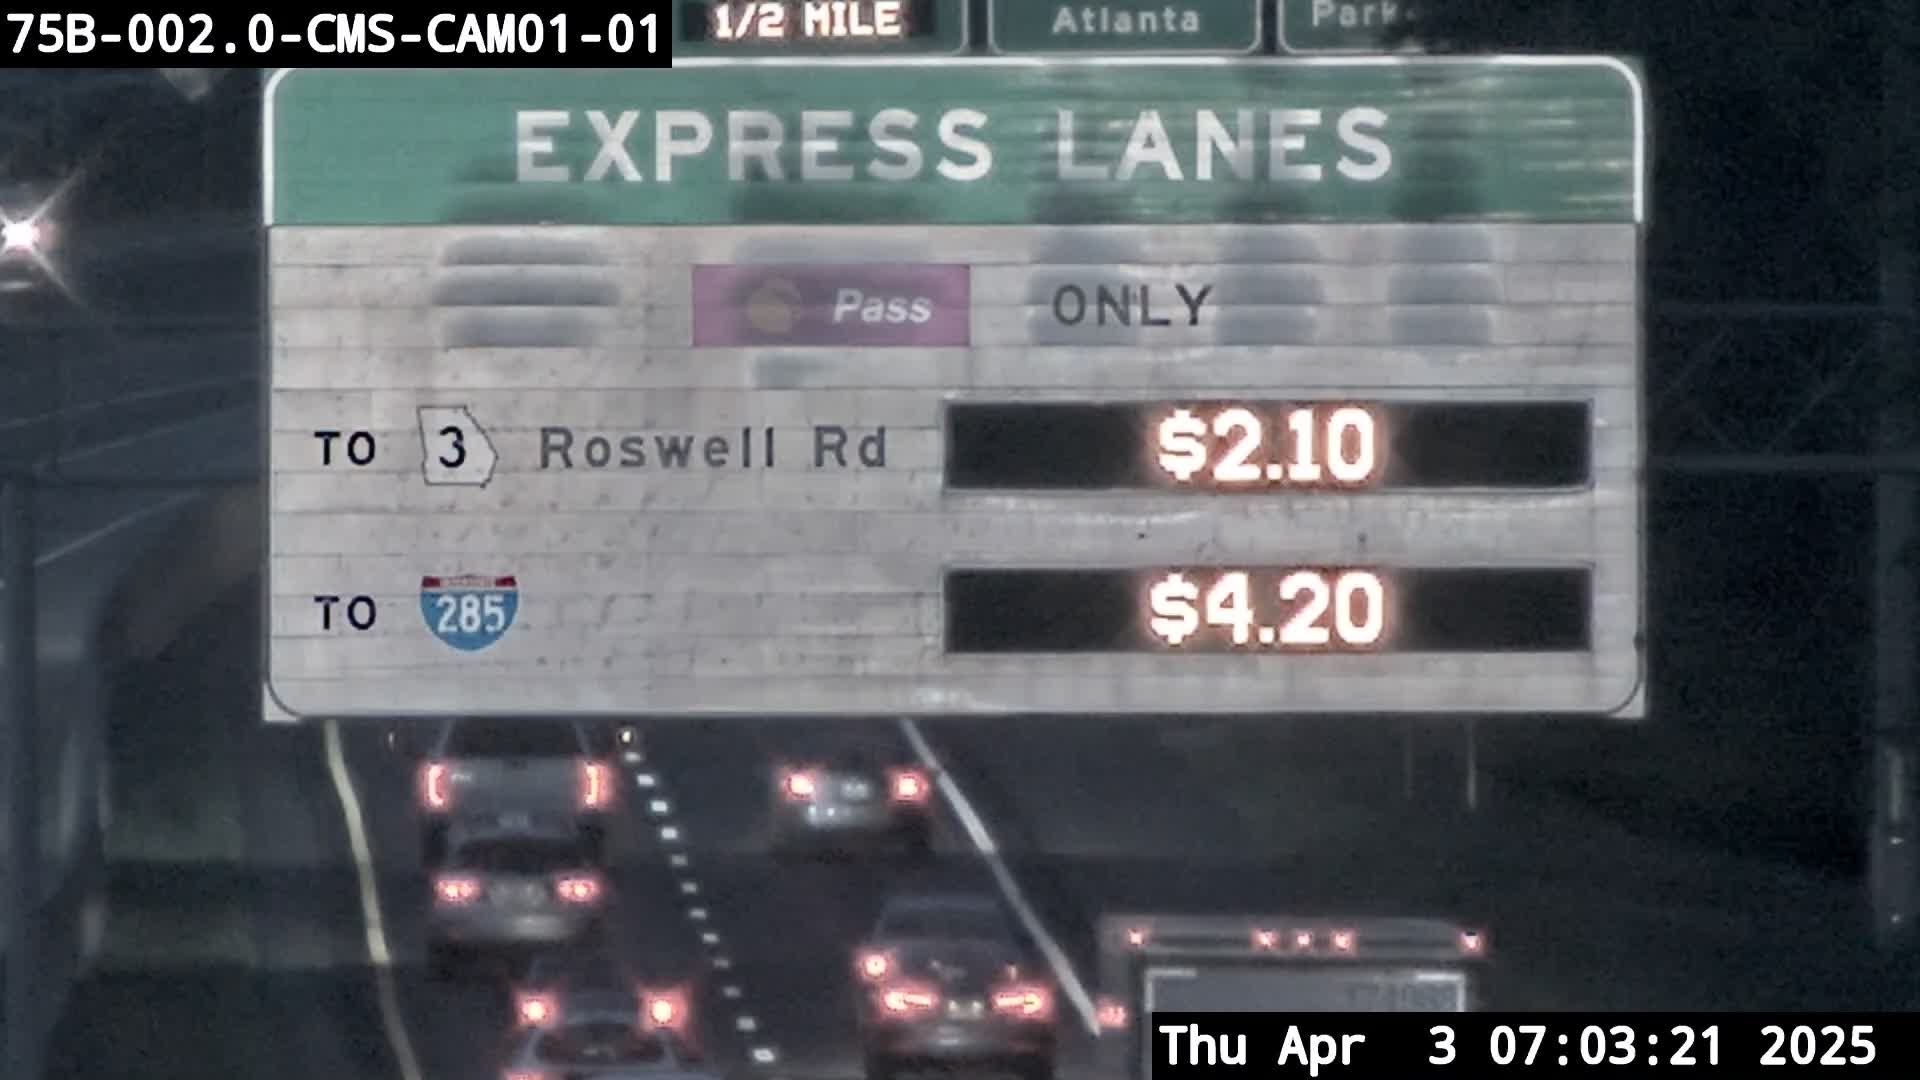 75B-002.0-CMS-CAM01-01
1/2 MILE
Atlanta
Park
EXPRESS LANES
Pass ONLY
TO 3 Roswell Rd $2.10
TO 285 $4.20
Thu Apr 3 07:03:21 2025